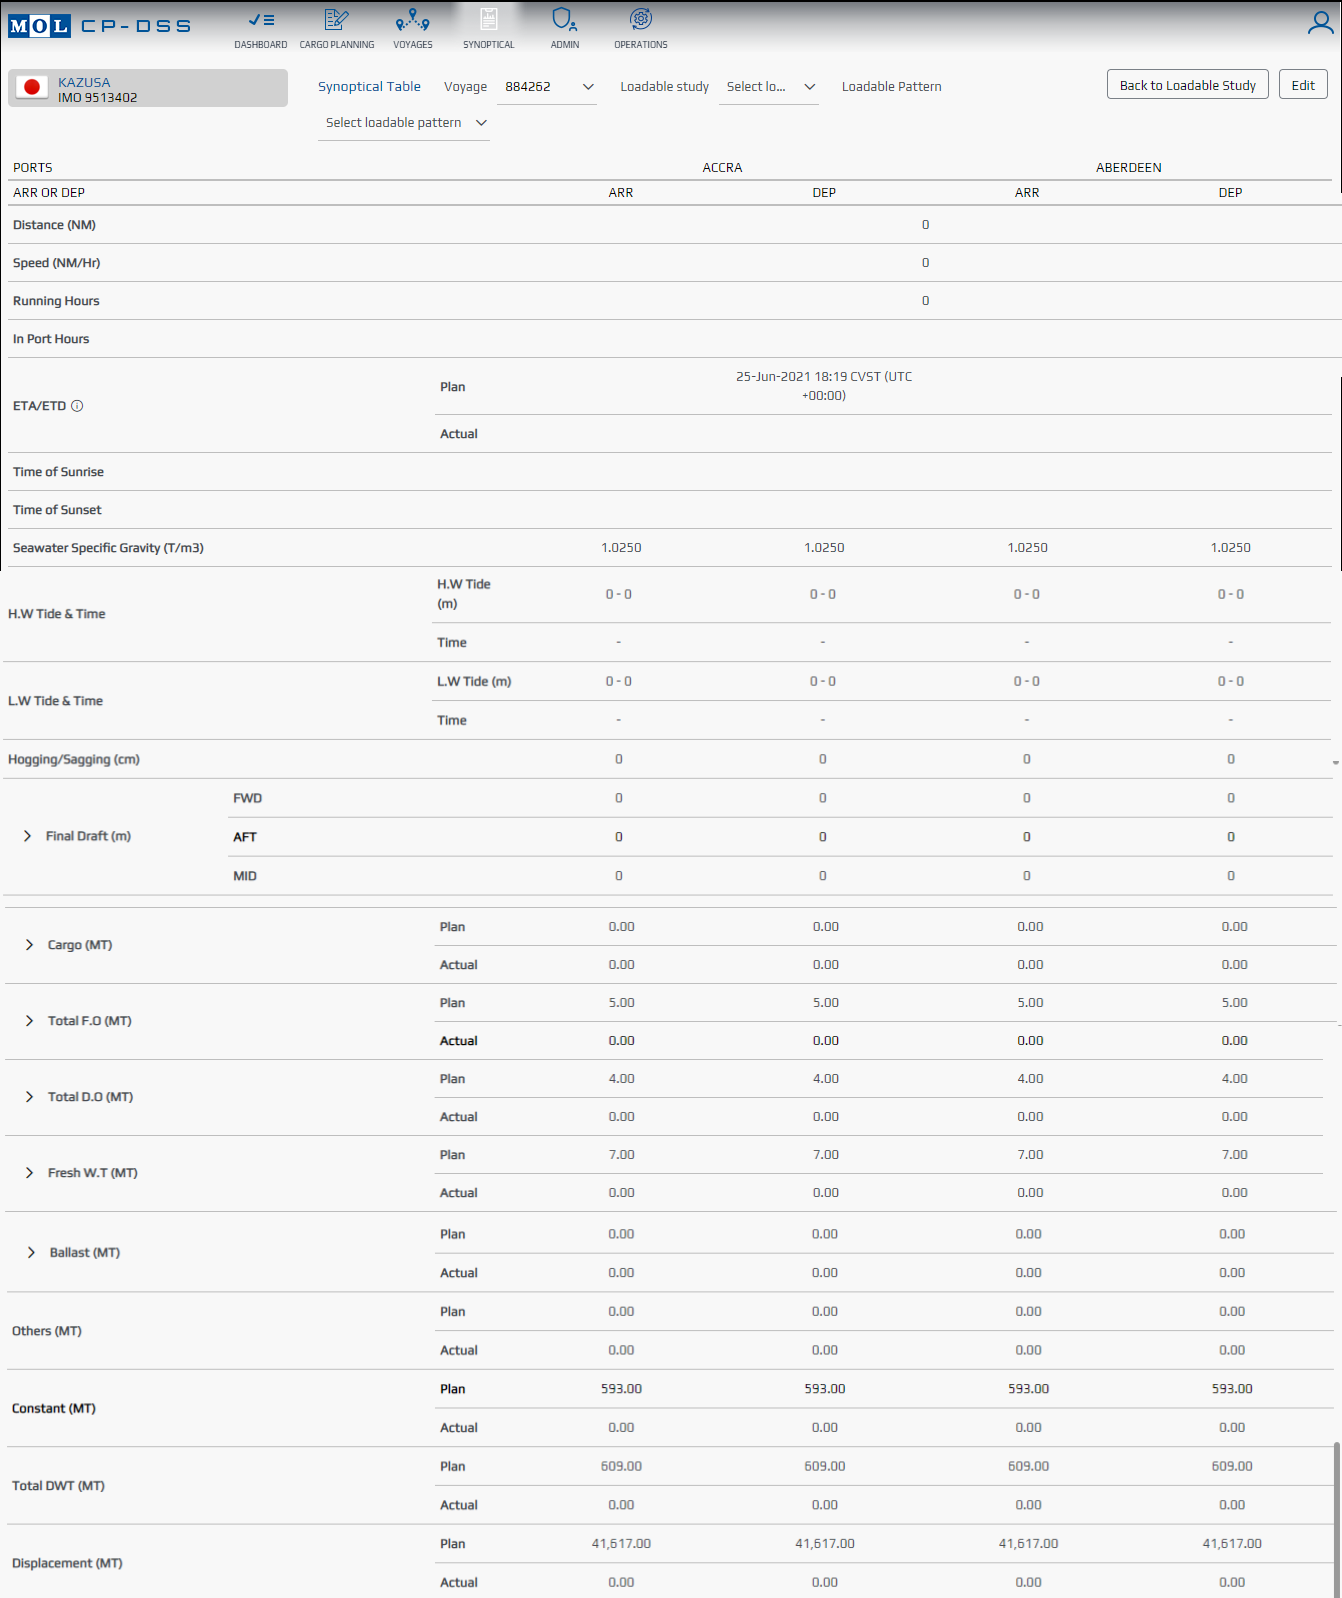 MOL CP-DSS
DASHBOARD CARGO PLANNING VOYAGES SYNOPTICAL ADMIN OPERATIONS
KAZUSA
IMO 9513402
Synoptical Table Voyage 884262 Loadable study Select lo... Loadable Pattern Back to Loadable Study Edit
Select loadable pattern
PORTS ACCRA ABERDEEN
ARR OR DEP ARR DEP ARR DEP
Distance (NM) 0
Speed (NM/Hr) 0
Running Hours 0
In Port Hours
ETA/ETD Plan 25-Jun-2021 18:19 CVST (UTC
+00:00)
Actual
Time of Sunrise
Time of Sunset
Seawater Specific Gravity (T/m3) 1.0250 1.0250 1.0250 1.0250
H.W Tide & Time H.W Tide
(m) 0 - 0 0 - 0 0 - 0 0 - 0
Time - - - -
L.W Tide & Time L.W Tide (m) 0 - 0 0 - 0 0 - 0 0 - 0
Time - - - -
Hogging/Sagging (cm) 0 0 0 0
Final Draft (m) FWD 0 0 0 0
AFT 0 0 0 0
MID 0 0 0 0
Cargo (MT) Plan 0.00 0.00 0.00 0.00
Actual 0.00 0.00 0.00 0.00
Total F.O (MT) Plan 5.00 5.00 5.00 5.00
Actual 0.00 0.00 0.00 0.00
Total D.O (MT) Plan 4.00 4.00 4.00 4.00
Actual 0.00 0.00 0.00 0.00
Fresh W.T (MT) Plan 7.00 7.00 7.00 7.00
Actual 0.00 0.00 0.00 0.00
Ballast (MT) Plan 0.00 0.00 0.00 0.00
Actual 0.00 0.00 0.00 0.00
Others (MT) Plan 0.00 0.00 0.00 0.00
Actual 0.00 0.00 0.00 0.00
Constant (MT) Plan 593.00 593.00 593.00 593.00
Actual 0.00 0.00 0.00 0.00
Total DWT (MT) Plan 609.00 609.00 609.00 609.00
Actual 0.00 0.00 0.00 0.00
Displacement (MT) Plan 41,617.00 41,617.00 41,617.00 41,617.00
Actual 0.00 0.00 0.00 0.00